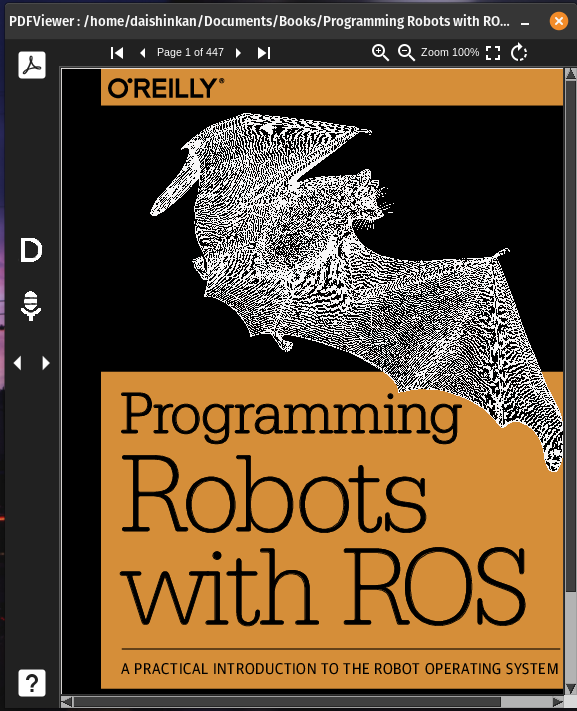 PDFViewer : /home/daishinkan/Documents/Books/Programming Robots with RO...
Page 1 of 447
Zoom 100%
O'REILLY®
D
Programming
Robots
with ROS
A PRACTICAL INTRODUCTION TO THE ROBOT OPERATING SYSTEM
?